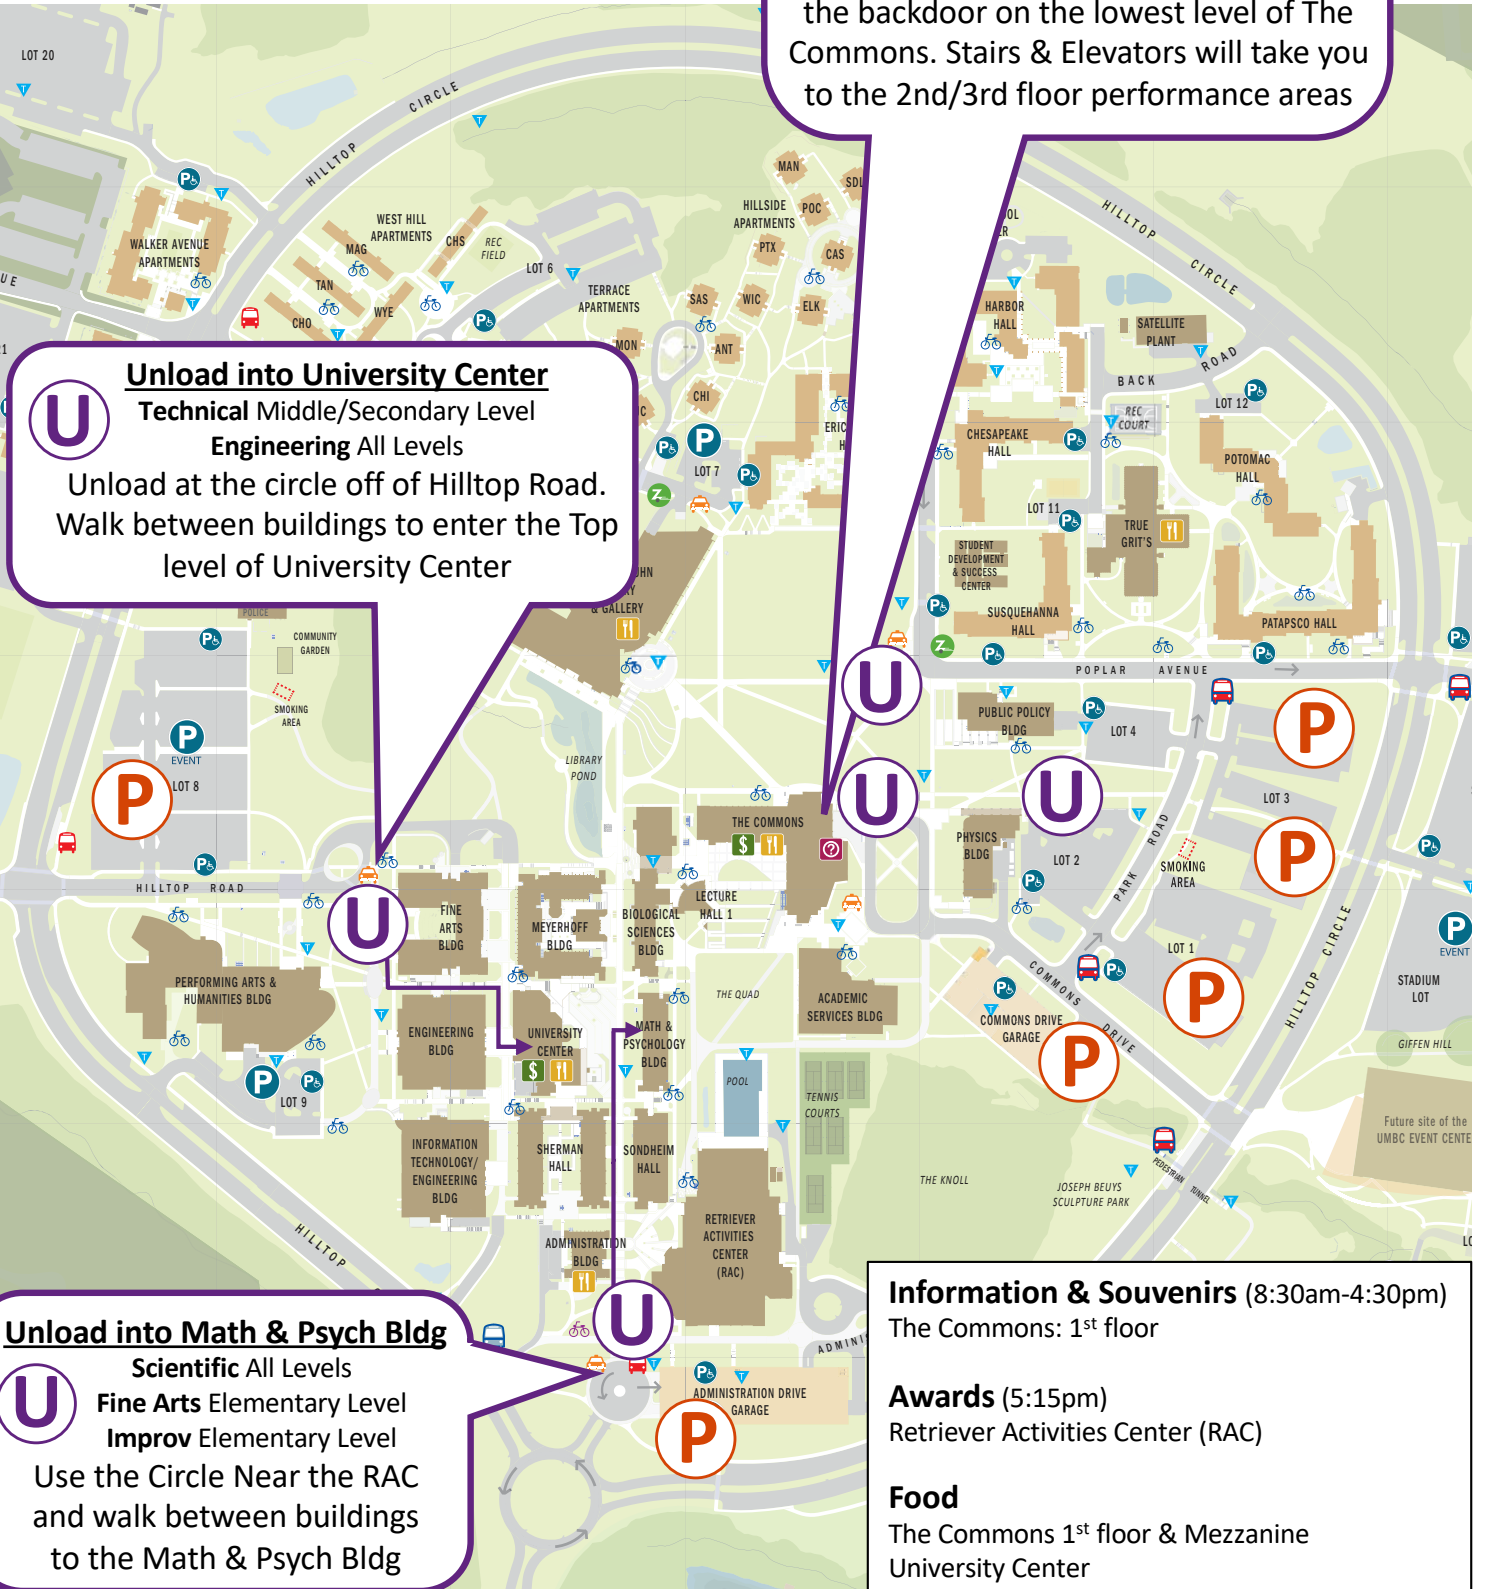 the backdoor on the lowest level of The
Commons. Stairs & Elevators will take you
to the 2nd/3rd floor performance areas
LOT 20
HILLTOP CIRCLE
WALKER AVENUE
APARTMENTS
WEST HILL
APARTMENTS
MAG
CHS
TAN
WYE
CHO
REC
FIELD
LOT 6
TERRACE
APARTMENTS
HILLSIDE
APARTMENTS
MAN
SDL
POC
PTX
CAS
SAS
WIC
ELK
MON
ANT
CHI
HILLTOP CIRCLE
HARBOR
HALL
SATELLITE
PLANT
BACK ROAD
REC
COURT
LOT 12
CHESAPEAKE
HALL
POTOMAC
HALL
LOT 11
TRUE
GRIT'S
STUDENT
DEVELOPMENT
& SUCCESS
CENTER
SUSQUEHANNA
HALL
PATAPSCO HALL
POPLAR AVENUE
P
LOT 7
Unload into University Center
U
Technical Middle/Secondary Level
Engineering All Levels
Unload at the circle off of Hilltop Road.
Walk between buildings to enter the Top
level of University Center
& GALLERY
POLICE
COMMUNITY
GARDEN
SMOKING
AREA
P
EVENT
LOT 8
P
LIBRARY
POND
U
PUBLIC POLICY
BLDG
LOT 4
P
LOT 3
U
U
THE COMMONS
PHYSICS
BLDG
LOT 2
PARK ROAD
SMOKING
AREA
P
HILLTOP ROAD
U
FINE
ARTS
BLDG
MEYERHOFF
BLDG
BIOLOGICAL
SCIENCES
BLDG
LECTURE
HALL 1
LOT 1
P
HILLTOP CIRCLE
P
EVENT
STADIUM
LOT
PERFORMING ARTS &
HUMANITIES BLDG
THE QUAD
ACADEMIC
SERVICES BLDG
COMMONS DRIVE
COMMONS DRIVE
GARAGE
P
ENGINEERING
BLDG
UNIVERSITY
CENTER
MATH &
PSYCHOLOGY
BLDG
GIFFEN HILL
P
LOT 9
POOL
TENNIS
COURTS
Future site of the
UMBC EVENT CENTE
INFORMATION
TECHNOLOGY/
ENGINEERING
BLDG
SHERMAN
HALL
SONDHEIM
HALL
THE KNOLL
JOSEPH BEUYS
SCULPTURE PARK
PEDESTRIAN TUNNEL
HILLTOP
ADMINISTRATION
BLDG
RETRIEVER
ACTIVITIES
CENTER
(RAC)
U
ADMINIS
ADMINISTRATION DRIVE
GARAGE
P
Unload into Math & Psych Bldg
U
Scientific All Levels
Fine Arts Elementary Level
Improv Elementary Level
Use the Circle Near the RAC
and walk between buildings
to the Math & Psych Bldg
Information & Souvenirs (8:30am-4:30pm)
The Commons: 1st floor
Awards (5:15pm)
Retriever Activities Center (RAC)
Food
The Commons 1st floor & Mezzanine
University Center